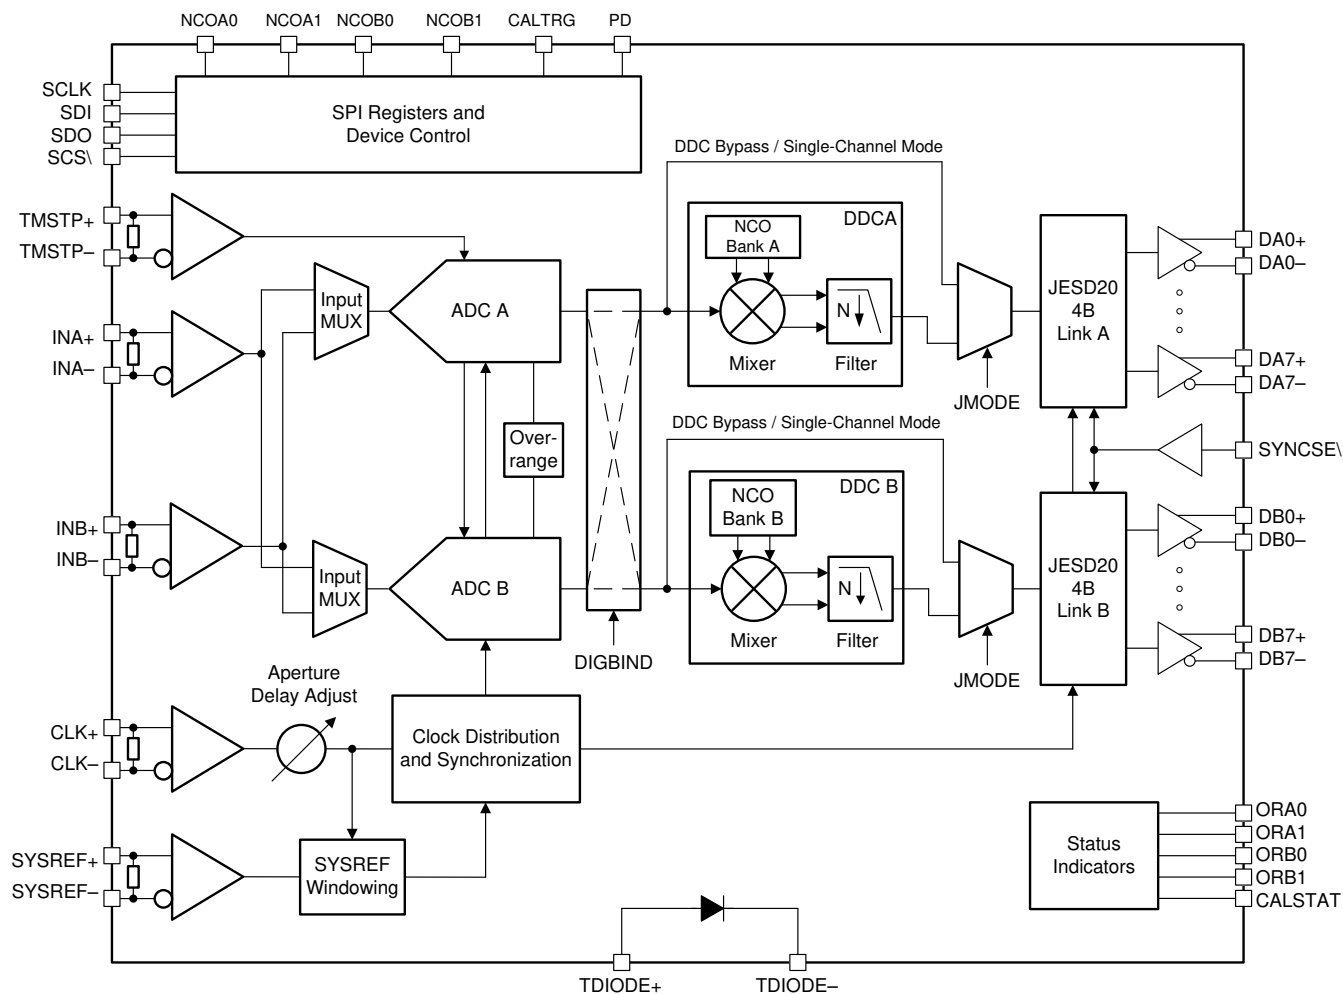 NCOA0 NCOA1 NCOB0 NCOB1 CALTRG PD
SCLK
SDI
SDO
SCS\
SPI Registers and
Device Control
TMSTP+
TMSTP–
INA+
INA–
INB+
INB–
CLK+
CLK–
SYSREF+
SYSREF–
Input
MUX
ADC A
Over-
range
Input
MUX
ADC B
DIGBIND
Aperture
Delay Adjust
Clock Distribution
and Synchronization
SYSREF
Windowing
DDC Bypass / Single-Channel Mode
DDCA
NCO
Bank A
N
Mixer
Filter
JMODE
DDC Bypass / Single-Channel Mode
DDC B
NCO
Bank B
N
Mixer
Filter
JMODE
JESD20
4B
Link A
JESD20
4B
Link B
DA0+
DA0–
DA7+
DA7–
SYNCSE\
DB0+
DB0–
DB7+
DB7–
Status
Indicators
ORA0
ORA1
ORB0
ORB1
CALSTAT
TDIODE+
TDIODE–